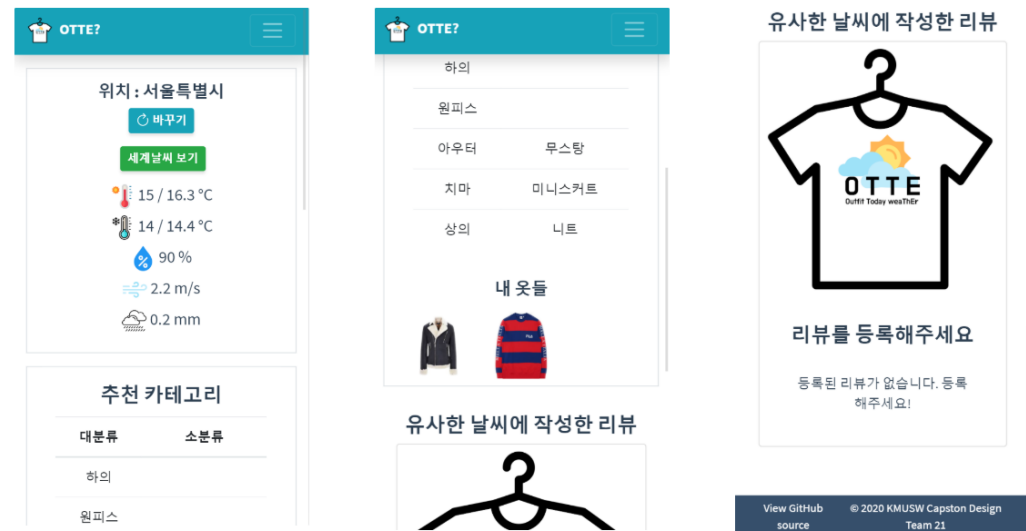 OTTE?
위치 : 서울특별시
바꾸기
세계날씨 보기
15 / 16.3 °C
14 / 14.4 °C
90 %
2.2 m/s
0.2 mm
추천 카테고리
대분류 소분류
하의
원피스
OTTE?
하의
원피스
아우터 무스탕
치마 미니스커트
상의 니트
내 옷들
유사한 날씨에 작성한 리뷰
유사한 날씨에 작성한 리뷰
OTTE
Outfit Today weaThEr
리뷰를 등록해주세요
등록된 리뷰가 없습니다. 등록
해주세요!
View GitHub
source
© 2020 KMUSW Capston Design
Team 21